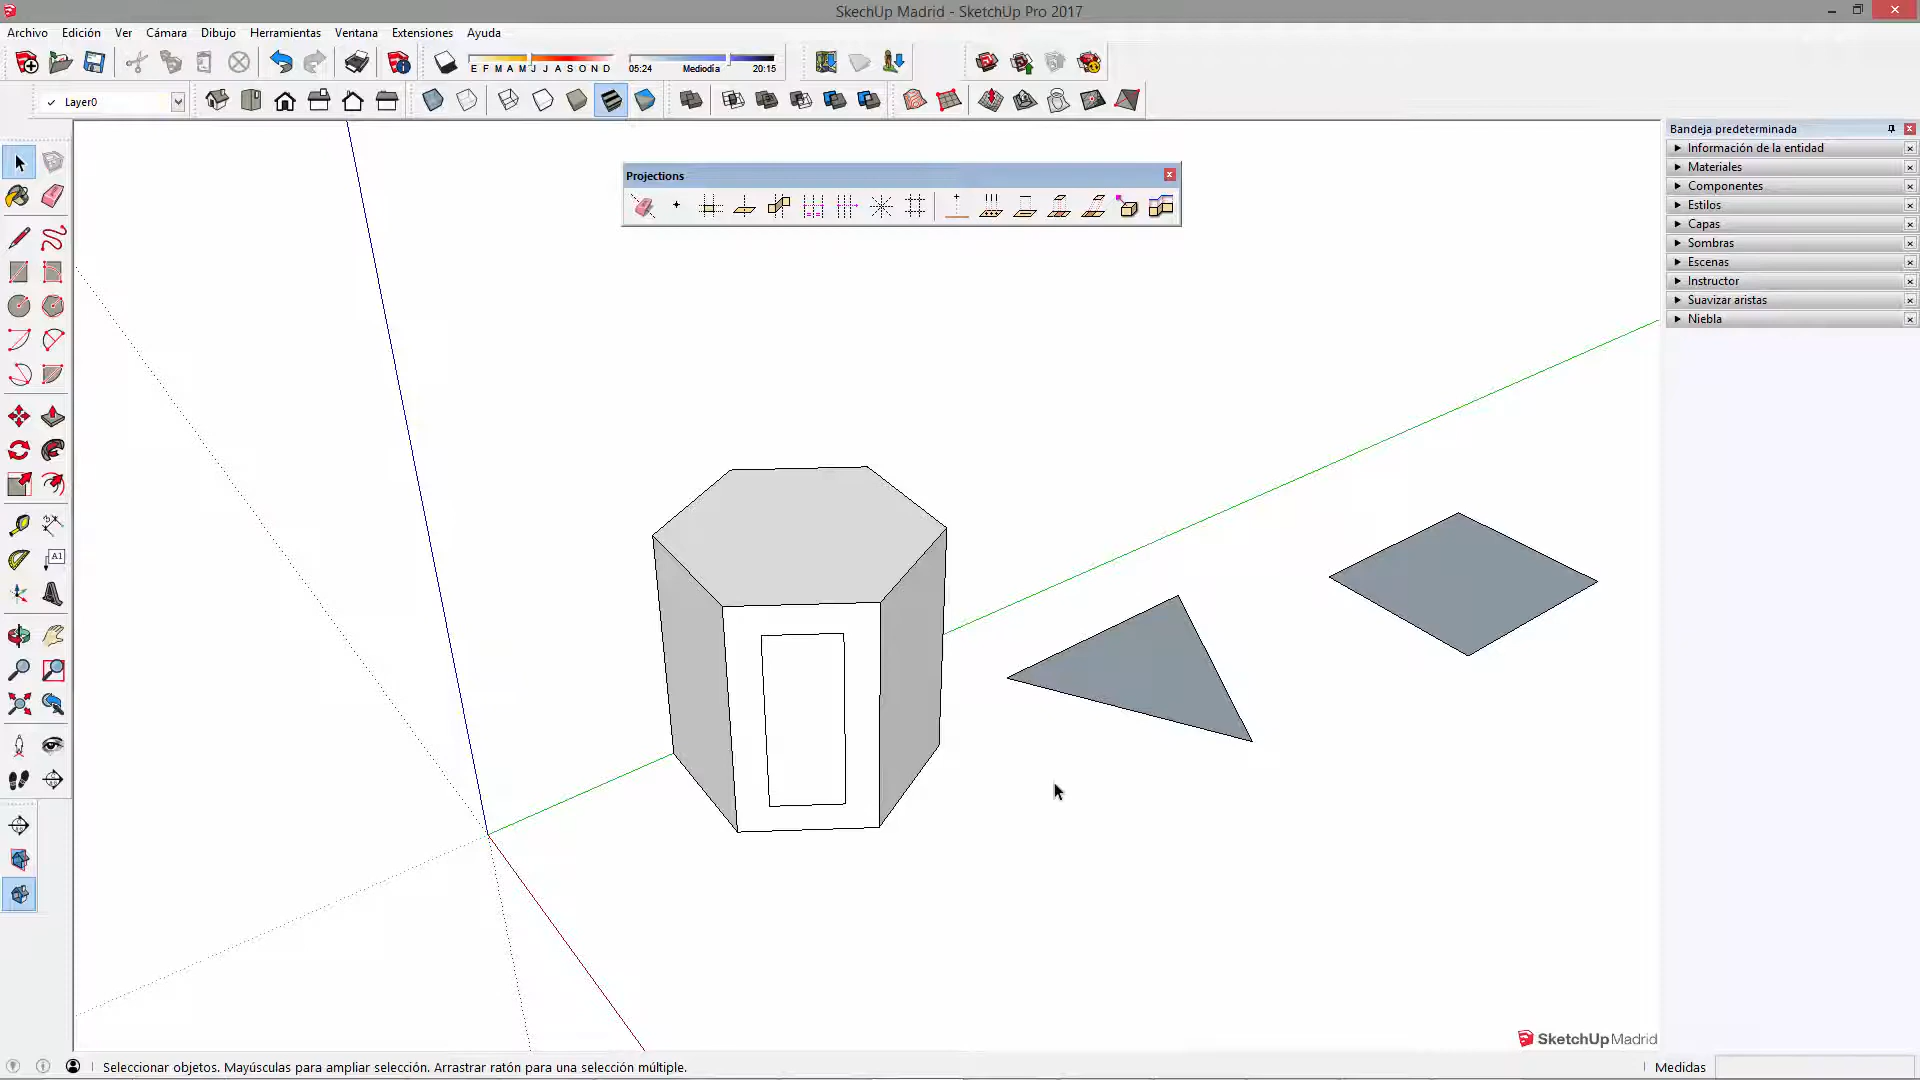 SkechUp Madrid - SketchUp Pro 2017
Archivo Edición Ver Cámara Dibujo Herramientas Ventana Extensiones Ayuda
E F M A M J J A S O N D
05:24 Mediodía 20:15
Layer0
Bandeja predeterminada
Información de la entidad
Materiales
Componentes
Estilos
Capas
Sombras
Escenas
Instructor
Suavizar aristas
Niebla
Projections
A1
SketchUp Madrid
Seleccionar objetos. Mayúsculas para ampliar selección. Arrastrar ratón para una selección múltiple.
Medidas